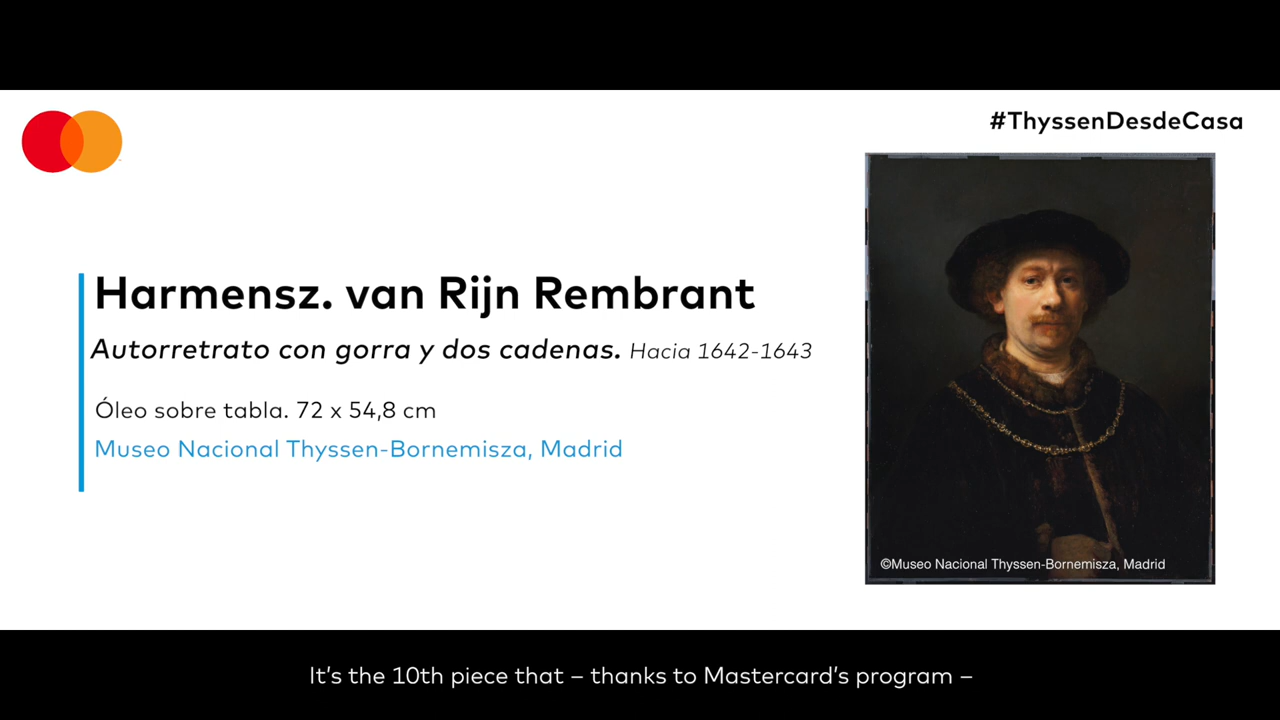 #ThyssenDesdeCasa
Harmensz. van Rijn Rembrant
Autorretrato con gorra y dos cadenas. Hacia 1642-1643
Óleo sobre tabla. 72 x 54,8 cm
Museo Nacional Thyssen-Bornemisza, Madrid
©Museo Nacional Thyssen-Bornemisza, Madrid
It's the 10th piece that – thanks to Mastercard's program –